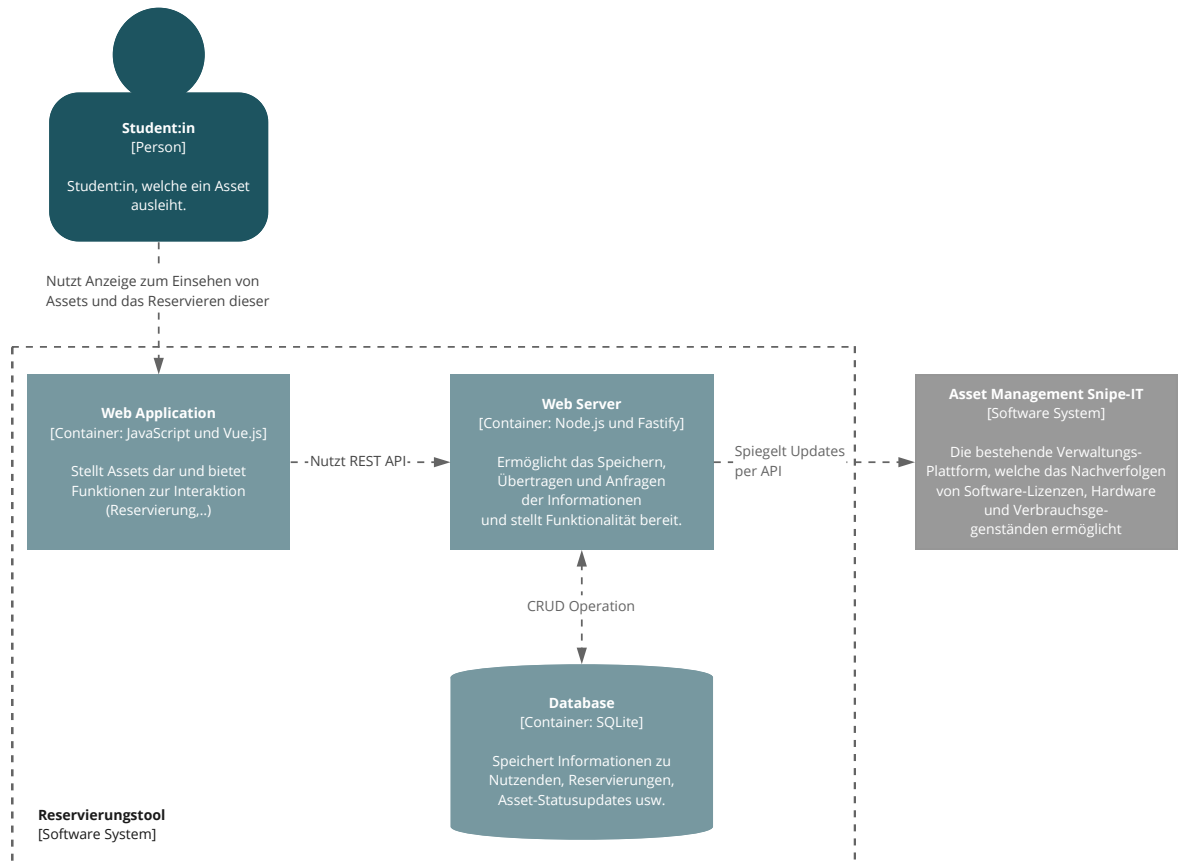 Student:in
[Person]
Student:in, welche ein Asset
ausleiht.
Nutzt Anzeige zum Einsehen von
Assets und das Reservieren dieser
Web Application
[Container: JavaScript und Vue.js]
Stellt Assets dar und bietet
Funktionen zur Interaktion
(Reservierung,..)
Nutzt REST API
Web Server
[Container: Node.js und Fastify]
Ermöglicht das Speichern,
Übertragen und Anfragen
der Informationen
und stellt Funktionalität bereit.
Spiegelt Updates
per API
Asset Management Snipe-IT
[Software System]
Die bestehende Verwaltungs-
Plattform, welche das Nachverfolgen
von Software-Lizenzen, Hardware
und Verbrauchsge-
genständen ermöglicht
CRUD Operation
Database
[Container: SQLite]
Speichert Informationen zu
Nutzenden, Reservierungen,
Asset-Statusupdates usw.
Reservierungstool
[Software System]